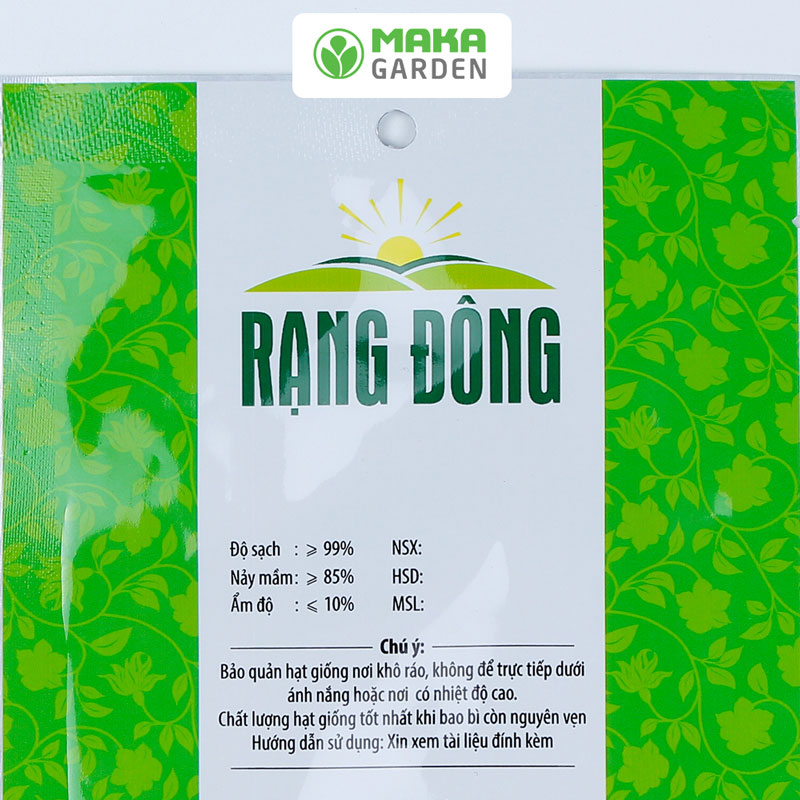 MAKA
GARDEN
RẠNG ĐÔNG
Độ sạch : ⩾ 99% NSX:
Nảy mầm: ⩾ 85% HSD:
Ẩm độ : ⩽ 10% MSL:
Chú ý:
Bảo quản hạt giống nơi khô ráo, không để trực tiếp dưới
ánh nắng hoặc nơi có nhiệt độ cao.
Chất lượng hạt giống tốt nhất khi bao bì còn nguyên vẹn
Hướng dẫn sử dụng: Xin xem tài liệu đính kèm